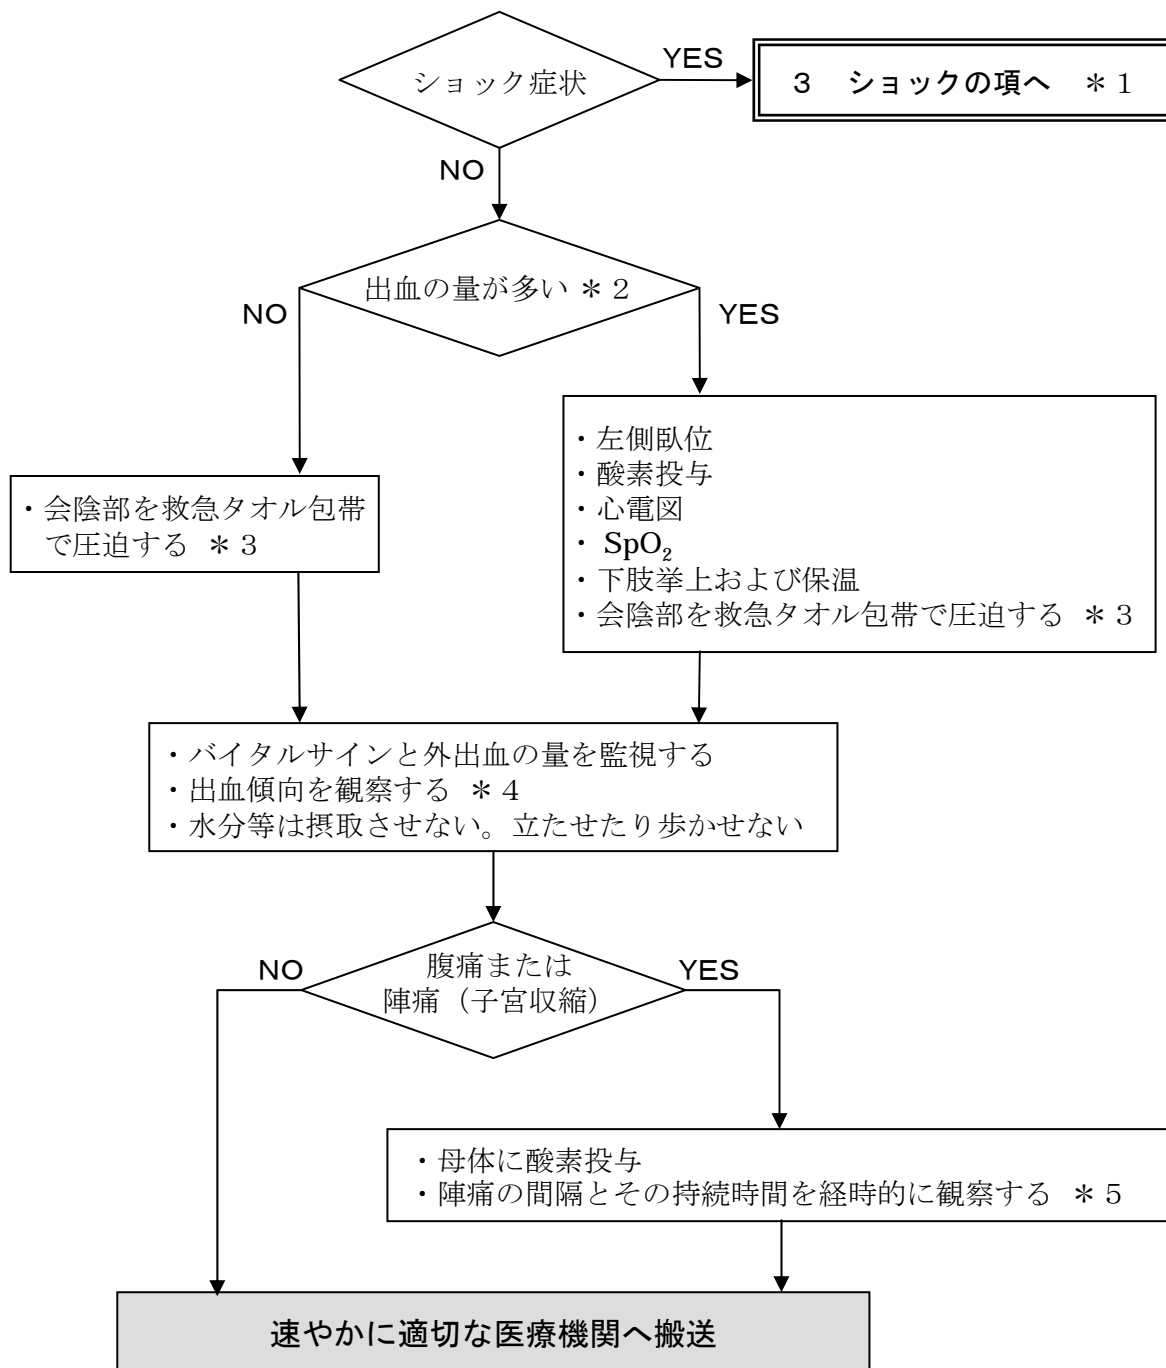 ショック症状
YES
3 ショックの項へ ＊1
NO
出血の量が多い＊2
NO
YES
・左側臥位
・酸素投与
・心電図
・SpO₂
・下肢挙上および保温
・会陰部を救急タオル包帯で圧迫する ＊3
・会陰部を救急タオル包帯
で圧迫する ＊3
・バイタルサインと外出血の量を監視する
・出血傾向を観察する ＊4
・水分等は摂取させない。立たせたり歩かせない
NO
腹痛または
陣痛（子宮収縮）
YES
・母体に酸素投与
・陣痛の間隔とその持続時間を経時的に観察する ＊5
速やかに適切な医療機関へ搬送